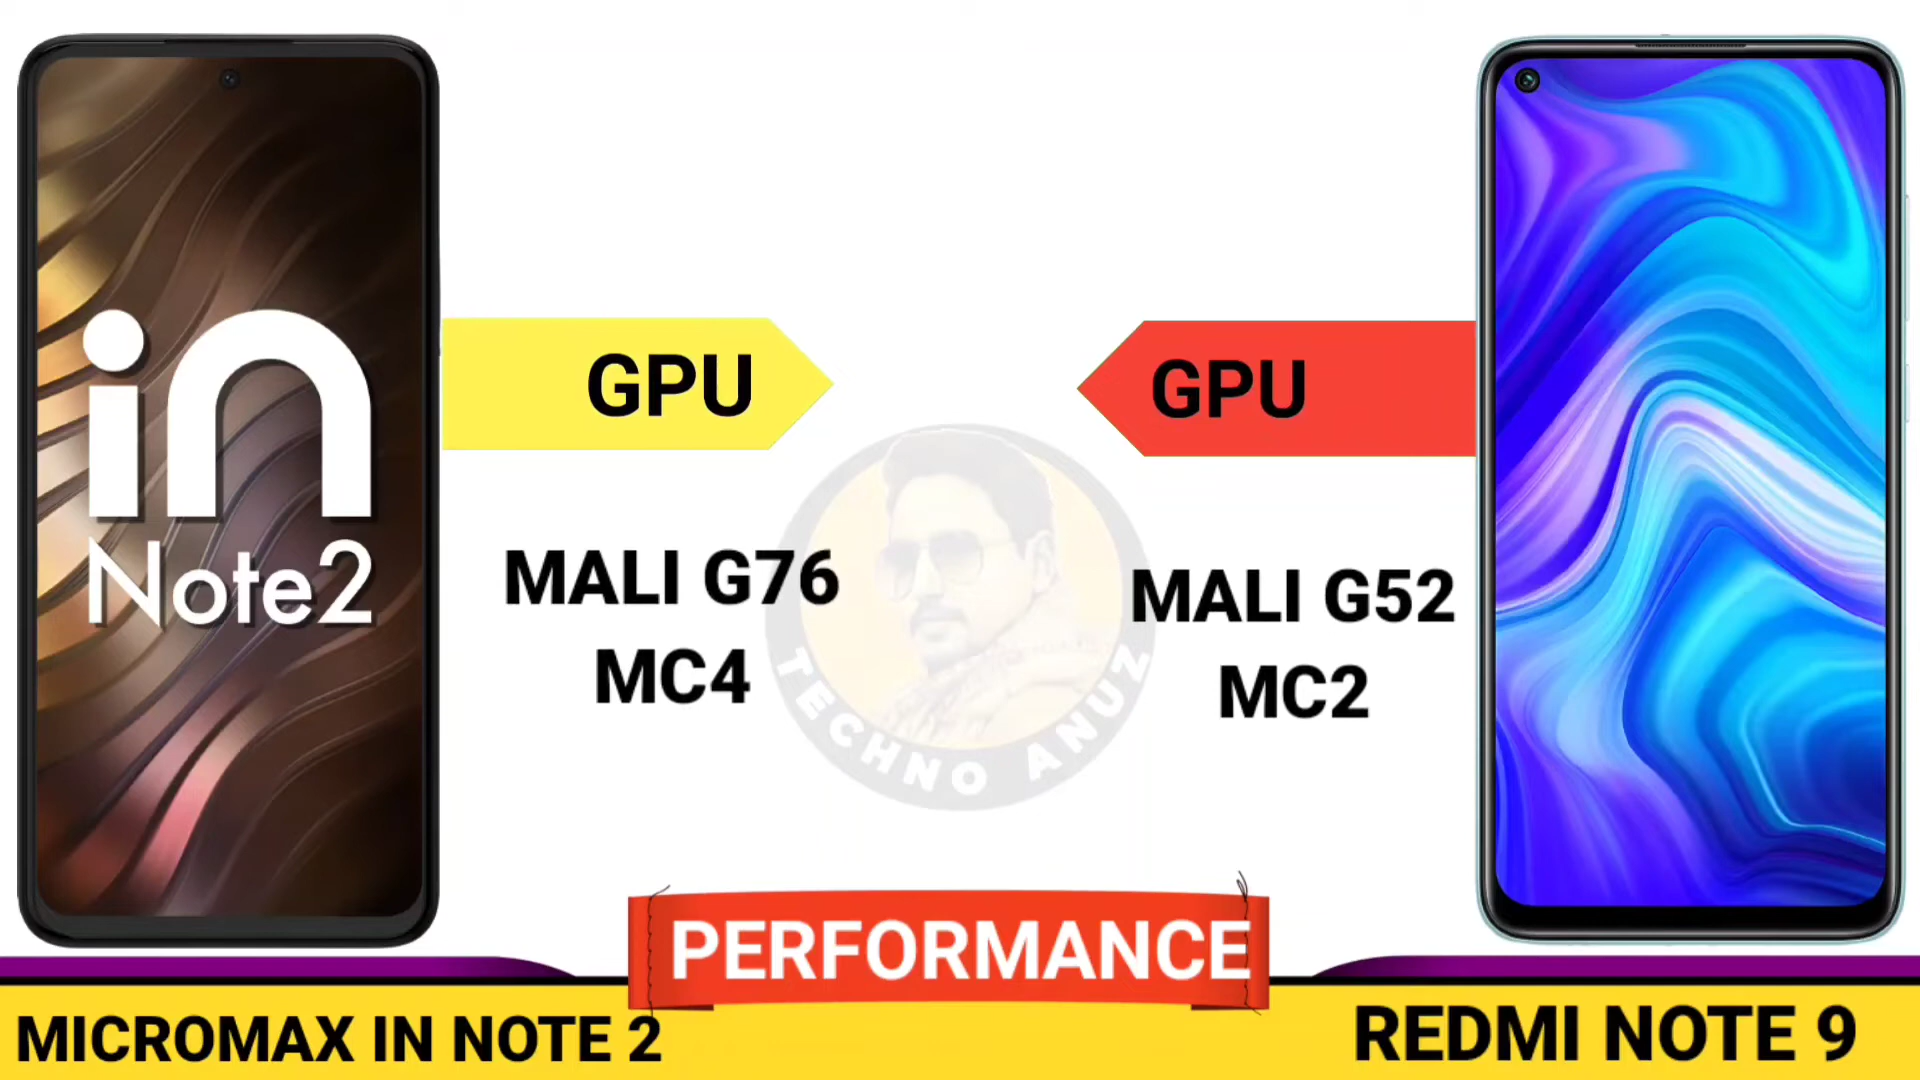 in
Note2
GPU
MALI G76
MC4
GPU
MALI G52
MC2
TECHNO ANUZ
PERFORMANCE
MICROMAX IN NOTE 2
REDMI NOTE 9